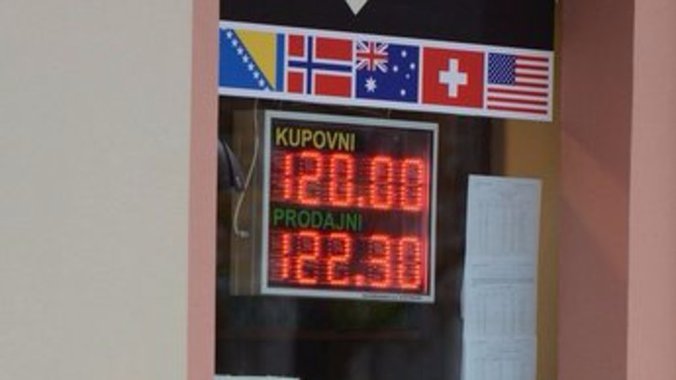 KUPOVNI
120.00
PRODAJNI
122.30